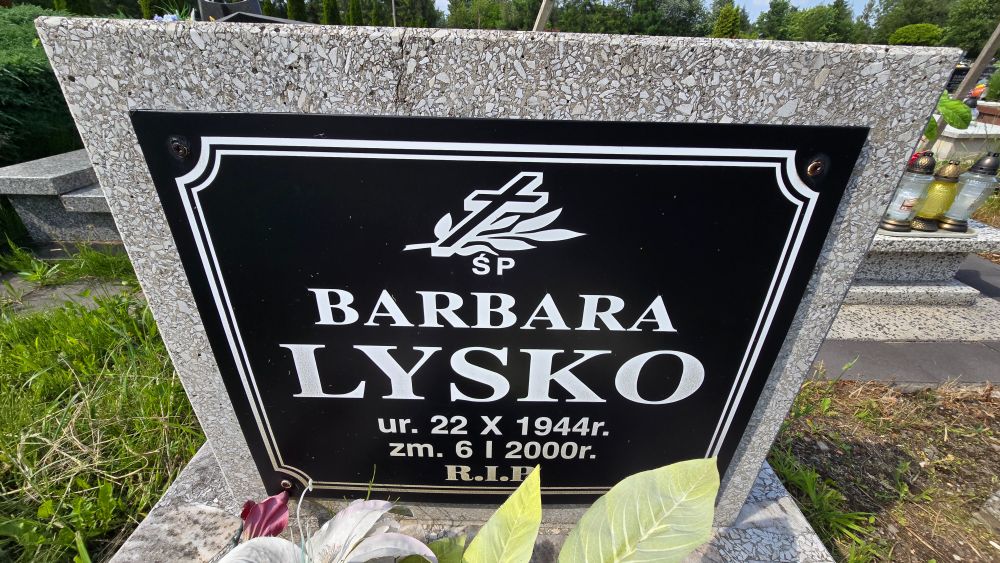 ŚP
BARBARA
LYSKO
ur. 22 X 1944r.
zm. 6 I 2000r.
R.I.P